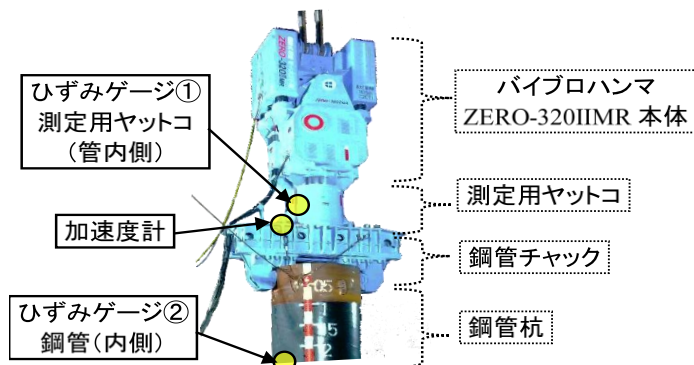 ひずみゲージ①
測定用ヤットコ
（管内側）
加速度計
ひずみゲージ②
鋼管（内側）
バイブロハンマ
ZERO-320IIMR 本体
測定用ヤットコ
鋼管チャック
鋼管杭
05
1
2